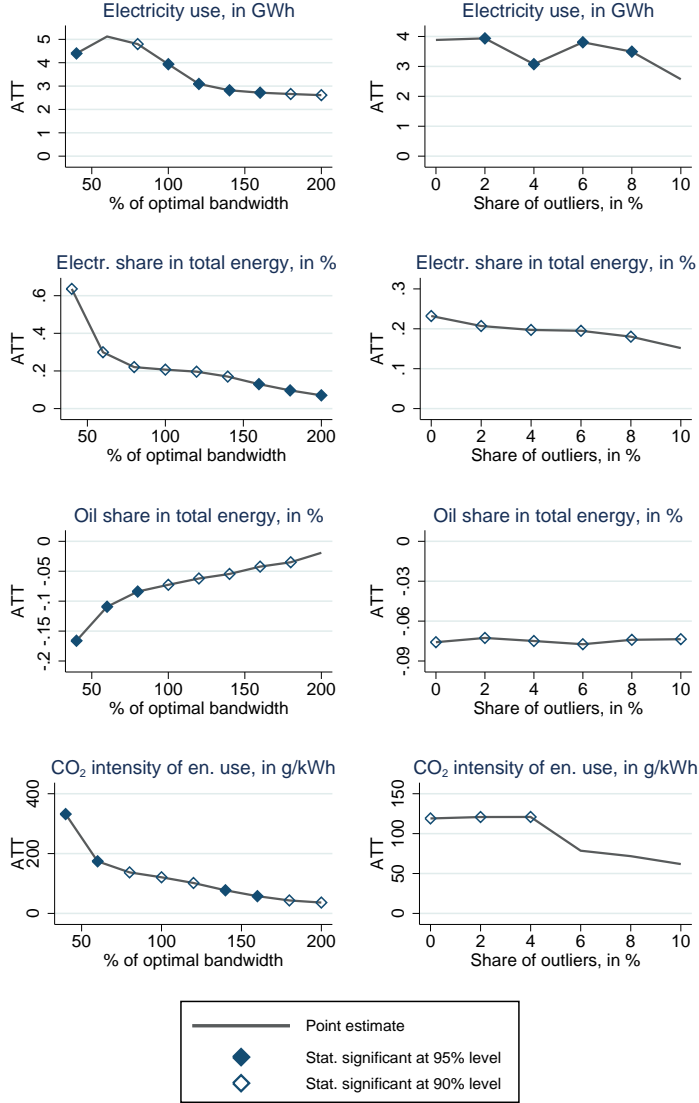 Electricity use, in GWh
ATT
5
4
3
2
1
0
50 100 150 200
% of optimal bandwidth
Electricity use, in GWh
ATT
4
3
2
1
0
0 2 4 6 8 10
Share of outliers, in %
Electr. share in total energy, in %
ATT
.6
.4
.2
0
50 100 150 200
% of optimal bandwidth
Electr. share in total energy, in %
ATT
.3
.2
.1
0
0 2 4 6 8 10
Share of outliers, in %
Oil share in total energy, in %
ATT
0
-.05
-.1
-.15
-.2
50 100 150 200
% of optimal bandwidth
Oil share in total energy, in %
ATT
0
-.03
-.06
-.09
0 2 4 6 8 10
Share of outliers, in %
CO₂ intensity of en. use, in g/kWh
ATT
400
200
0
50 100 150 200
% of optimal bandwidth
CO₂ intensity of en. use, in g/kWh
ATT
150
100
50
0
0 2 4 6 8 10
Share of outliers, in %
Point estimate
Stat. significant at 95% level
Stat. significant at 90% level